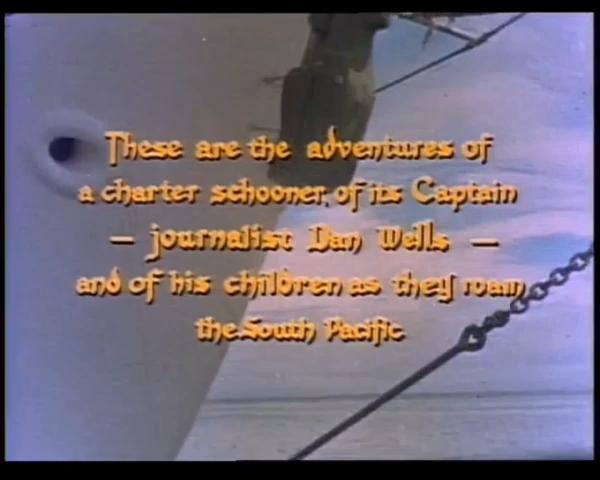 These are the adventures of
a charter schooner, of its Captain
— journalist Dan Wells —
and of his children as they roam
the South Pacific